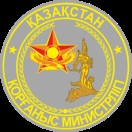 ҚАЗАҚСТАН
ҚОРҒАНЫС МИНИСТРЛІГІ